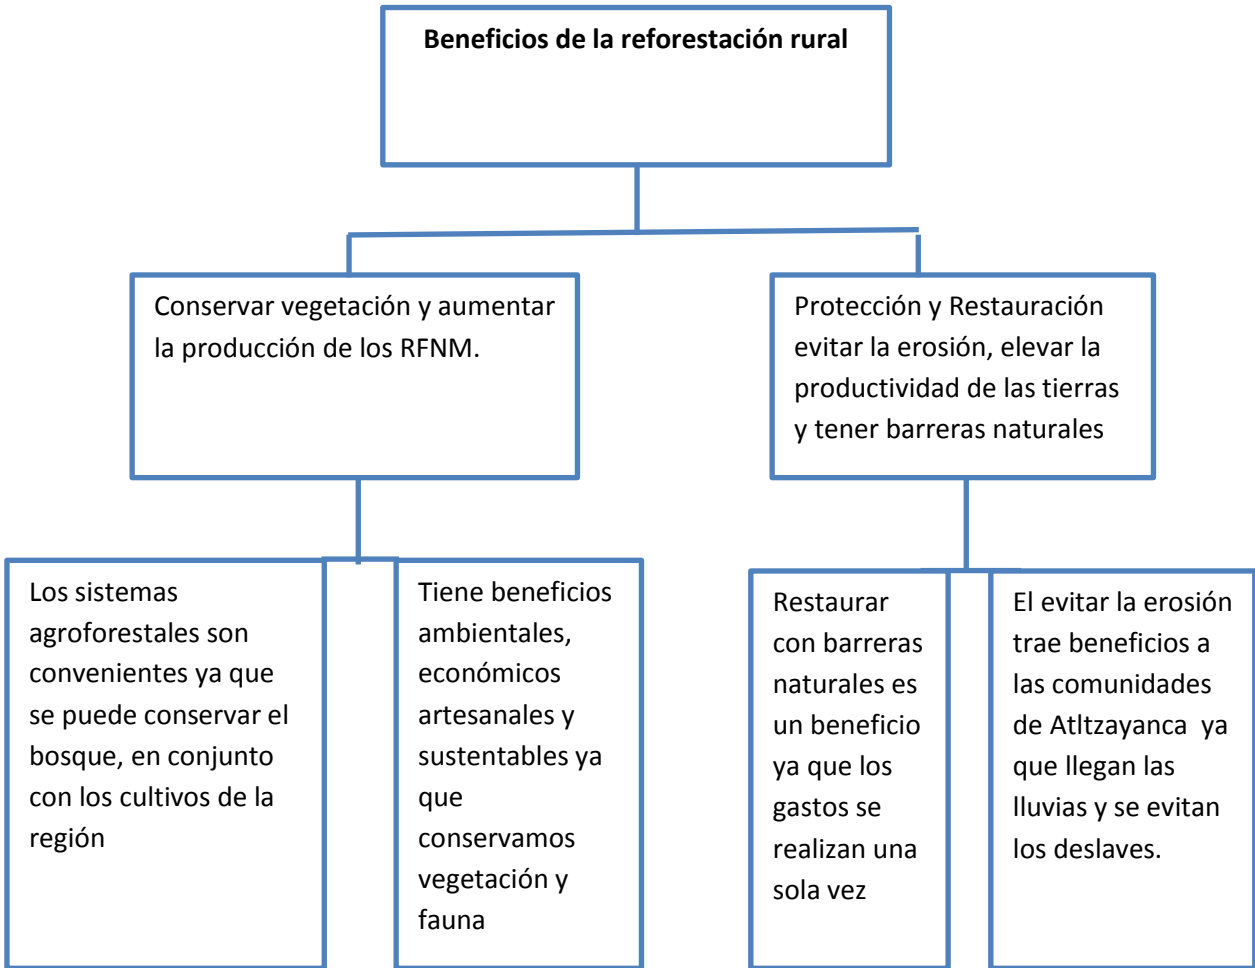 Beneficios de la reforestación rural
Conservar vegetación y aumentar
la producción de los RFNM.
Protección y Restauración
evitar la erosión, elevar la
productividad de las tierras
y tener barreras naturales
Los sistemas
agroforestales son
convenientes ya que
se puede conservar el
bosque, en conjunto
con los cultivos de la
región
Tiene beneficios
ambientales,
económicos
artesanales y
sustentables ya
que
conservamos
vegetación y
fauna
Restaurar
con barreras
naturales es
un beneficio
ya que los
gastos se
realizan una
sola vez
El evitar la erosión
trae beneficios a
las comunidades
de Atltzayanca  ya
que llegan las
lluvias y se evitan
los deslaves.